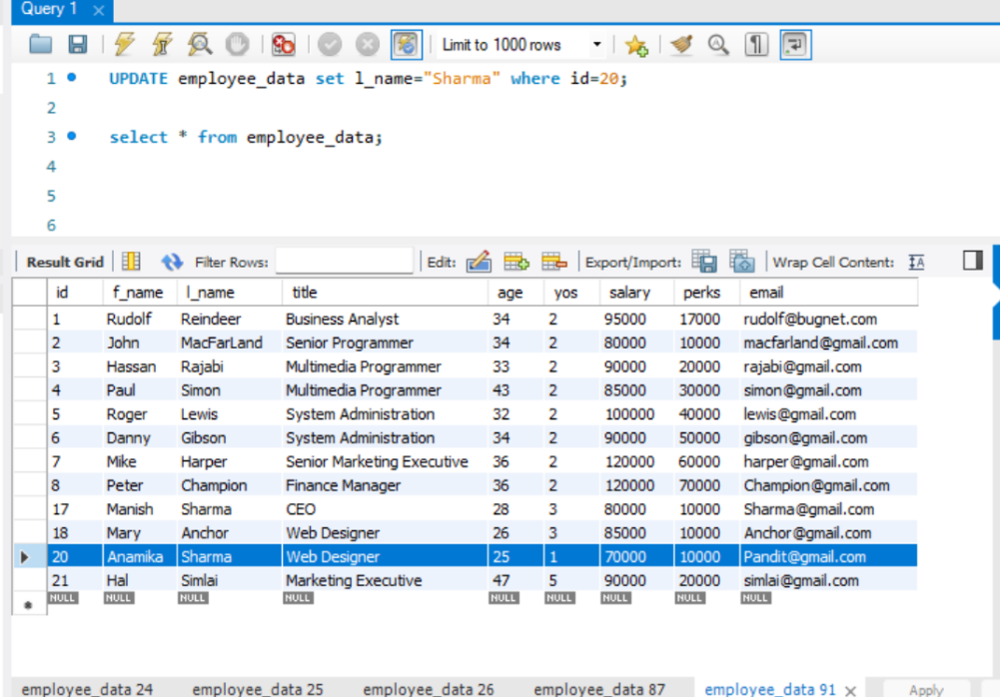 Query 1 ×
Limit to 1000 rows
1 UPDATE employee_data set l_name="Sharma" where id=20;
2
3 select * from employee_data;
4
5
6
Result Grid Filter Rows: Edit: Export/Import: Wrap Cell Content: IA
id f_name l_name title age yos salary perks email
1 Rudolf Reindeer Business Analyst 34 2 95000 17000 rudolf@bugnet.com
2 John MacFarLand Senior Programmer 34 2 80000 10000 macfarland@gmail.com
3 Hassan Rajabi Multimedia Programmer 33 2 90000 20000 rajabi@gmail.com
4 Paul Simon Multimedia Programmer 43 2 85000 30000 simon@gmail.com
5 Roger Lewis System Administration 32 2 100000 40000 lewis@gmail.com
6 Danny Gibson System Administration 34 2 90000 50000 gibson@gmail.com
7 Mike Harper Senior Marketing Executive 36 2 120000 60000 harper@gmail.com
8 Peter Champion Finance Manager 36 2 120000 70000 Champion@gmail.com
17 Manish Sharma CEO 28 3 80000 10000 Sharma@gmail.com
18 Mary Anchor Web Designer 26 3 85000 10000 Anchor@gmail.com
20 Anamika Sharma Web Designer 25 1 70000 10000 Pandit@gmail.com
21 Hal Simlai Marketing Executive 47 5 90000 20000 simlai@gmail.com
NULL NULL NULL NULL NULL NULL NULL NULL NULL
employee_data 24 employee_data 25 employee_data 26 employee_data 87 employee_data 91 × Apply